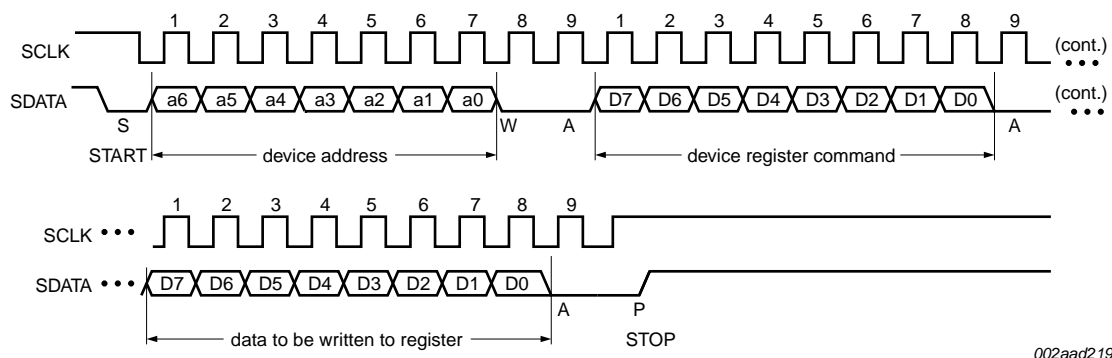 1 2 3 4 5 6 7 8 9 1 2 3 4 5 6 7 8 9
SCLK (cont.)
SDATA a6 a5 a4 a3 a2 a1 a0 D7 D6 D5 D4 D3 D2 D1 D0 (cont.)
S W A A
START device address device register command
1 2 3 4 5 6 7 8 9
SCLK
SDATA D7 D6 D5 D4 D3 D2 D1 D0
A P
data to be written to register STOP
002aad219